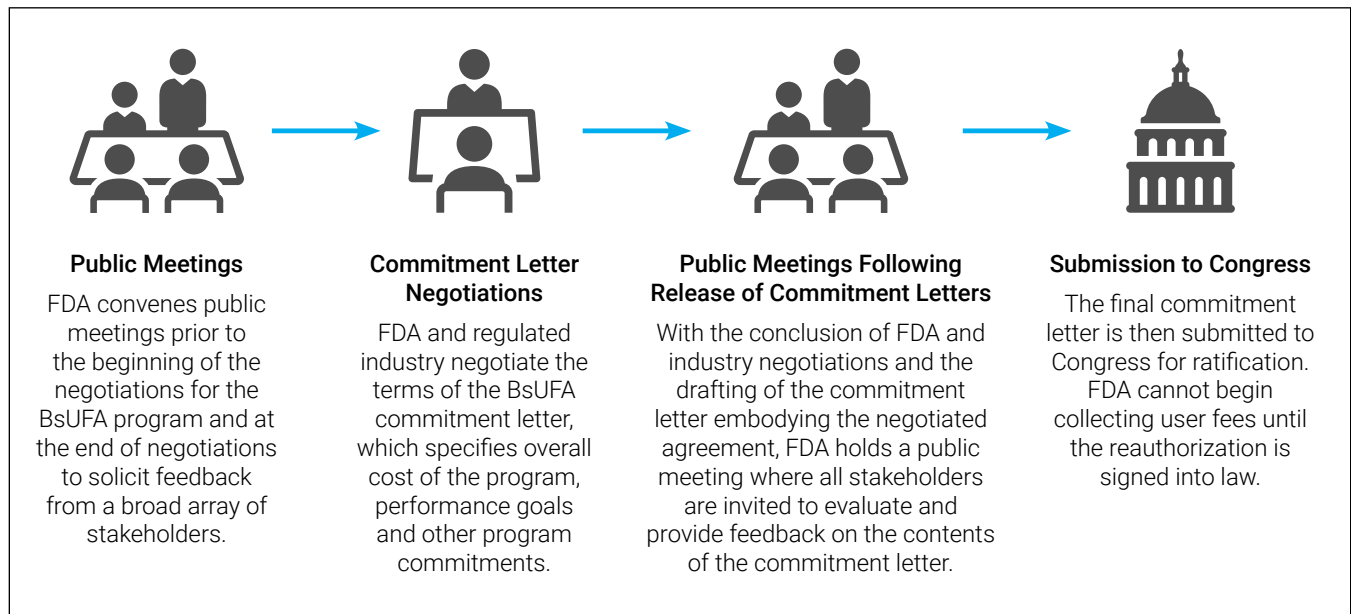 Public Meetings
FDA convenes public
meetings prior to
the beginning of the
negotiations for the
BsUFA program and at
the end of negotiations
to solicit feedback
from a broad array of
stakeholders.
Commitment Letter
Negotiations
FDA and regulated
industry negotiate the
terms of the BsUFA
commitment letter,
which specifies overall
cost of the program,
performance goals
and other program
commitments.
Public Meetings Following
Release of Commitment Letters
With the conclusion of FDA and
industry negotiations and the
drafting of the commitment
letter embodying the negotiated
agreement, FDA holds a public
meeting where all stakeholders
are invited to evaluate and
provide feedback on the contents
of the commitment letter.
Submission to Congress
The final commitment
letter is then submitted to
Congress for ratification.
FDA cannot begin
collecting user fees until
the reauthorization is
signed into law.